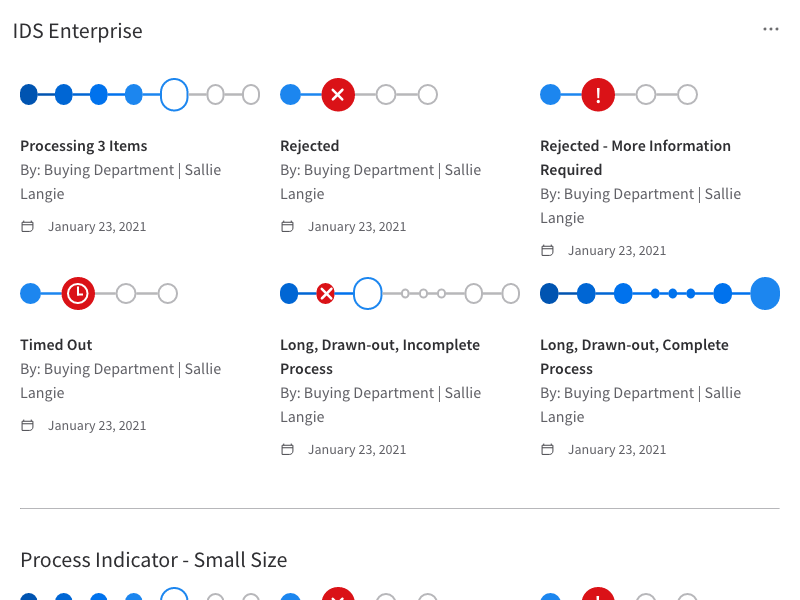 IDS Enterprise
Processing 3 Items
By: Buying Department | Sallie
Langie
January 23, 2021
Rejected
By: Buying Department | Sallie
Langie
January 23, 2021
Rejected - More Information
Required
By: Buying Department | Sallie
Langie
January 23, 2021
Timed Out
By: Buying Department | Sallie
Langie
January 23, 2021
Long, Drawn-out, Incomplete
Process
By: Buying Department | Sallie
Langie
January 23, 2021
Long, Drawn-out, Complete
Process
By: Buying Department | Sallie
Langie
January 23, 2021
Process Indicator - Small Size